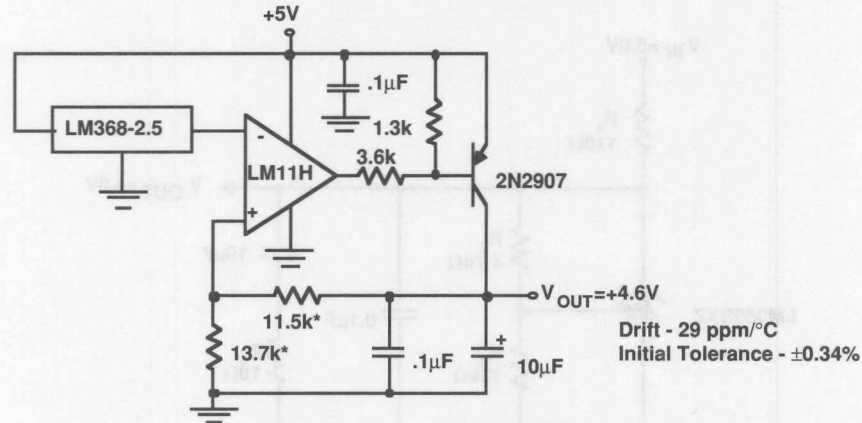 +5V
.1μF
LM368-2.5
-
1.3k
LM11H
3.6k
2N2907
+
V OUT=+4.6V
11.5k*
Drift - 29 ppm/°C
13.7k*
.1μF
+
10μF
Initial Tolerance - ±0.34%